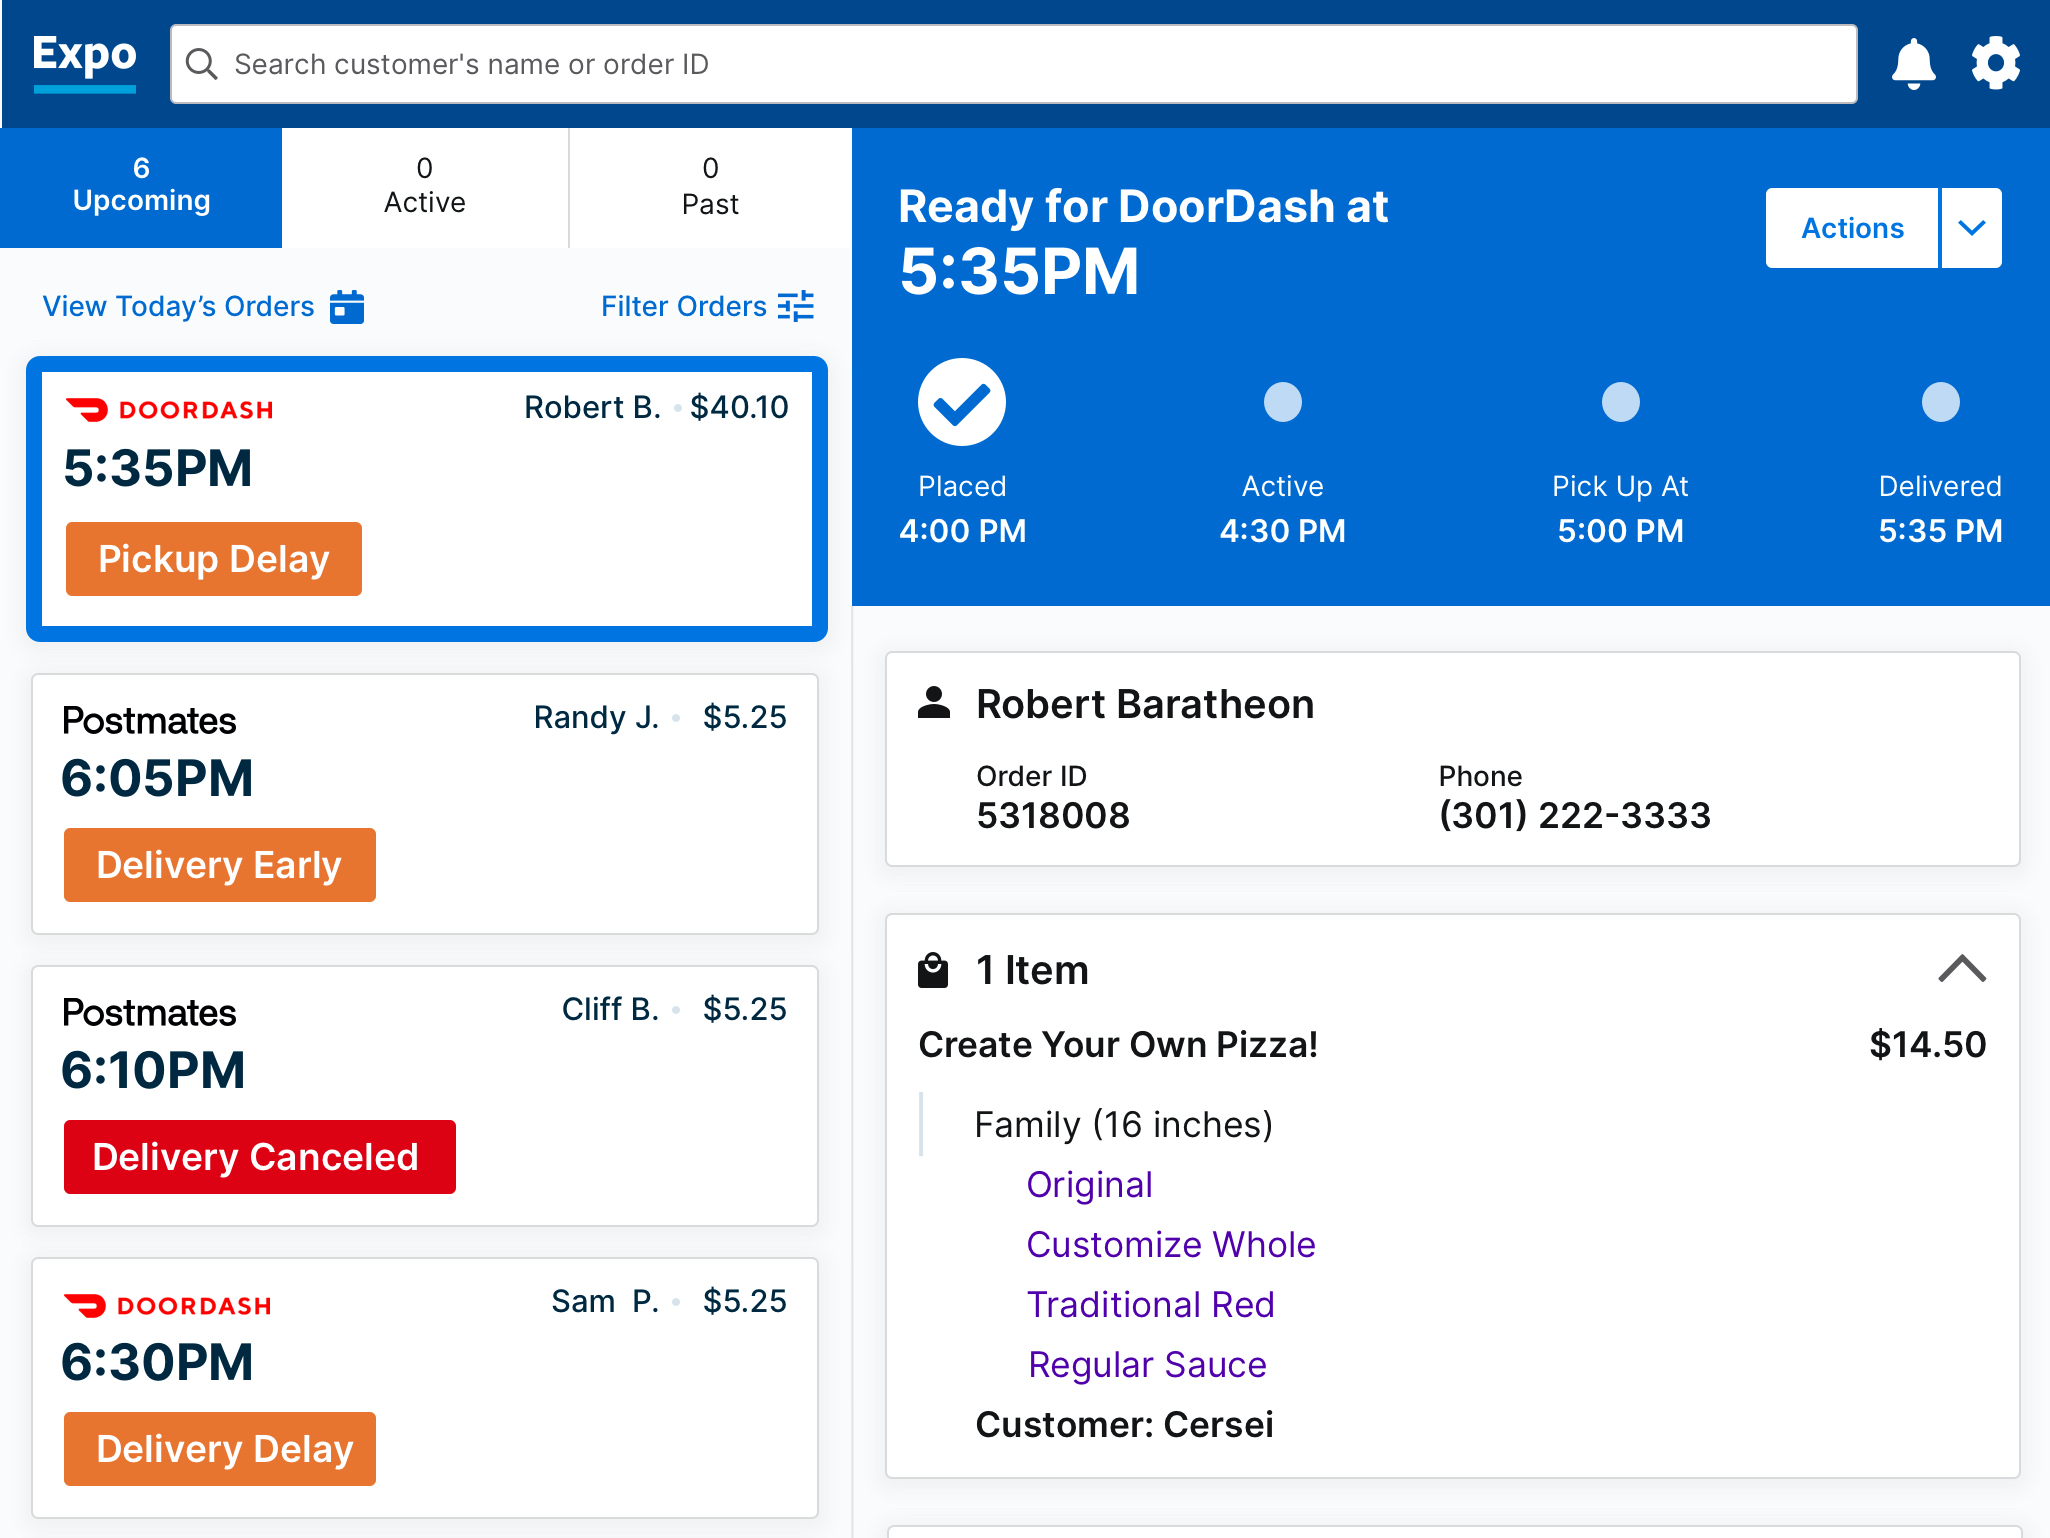 Expo
Search customer's name or order ID
6
Upcoming
0
Active
0
Past
View Today’s Orders
Filter Orders
DOORDASH
Robert B. • $40.10
5:35PM
Pickup Delay
Postmates
Randy J. • $5.25
6:05PM
Delivery Early
Postmates
Cliff B. • $5.25
6:10PM
Delivery Canceled
DOORDASH
Sam P. • $5.25
6:30PM
Delivery Delay
Ready for DoorDash at
5:35PM
Actions
Placed
4:00 PM
Active
4:30 PM
Pick Up At
5:00 PM
Delivered
5:35 PM
Robert Baratheon
Order ID
5318008
Phone
(301) 222-3333
1 Item
Create Your Own Pizza! $14.50
Family (16 inches)
Original
Customize Whole
Traditional Red
Regular Sauce
Customer: Cersei